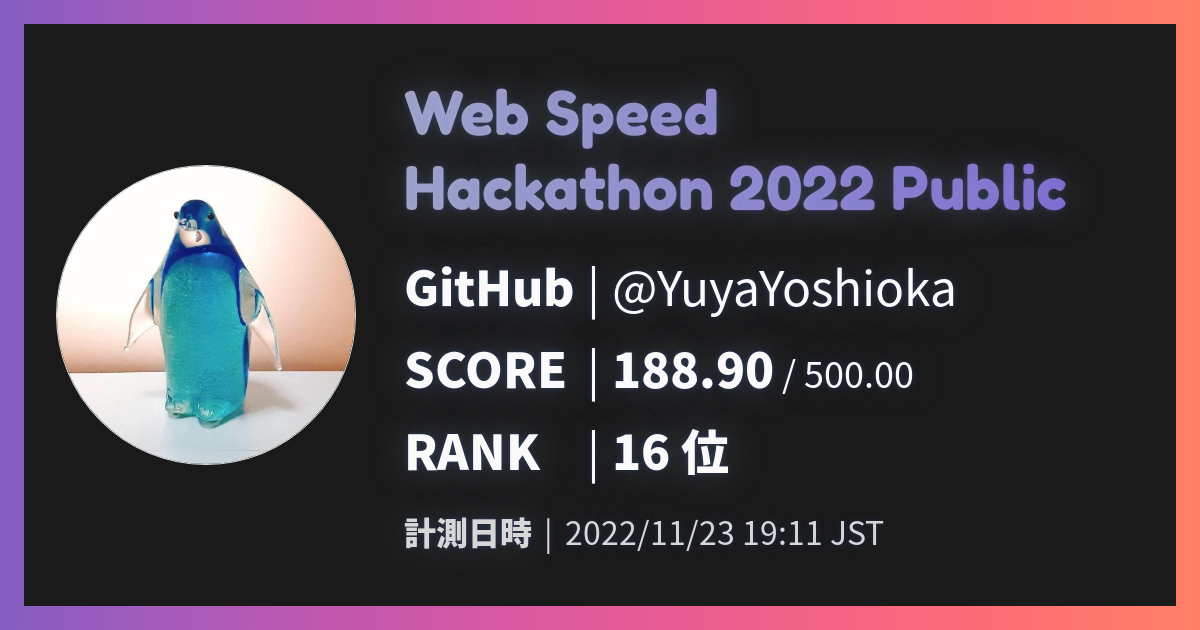 Web Speed
Hackathon 2022 Public
GitHub | @YuyaYoshioka
SCORE | 188.90 / 500.00
RANK | 16 位
計測日時 | 2022/11/23 19:11 JST